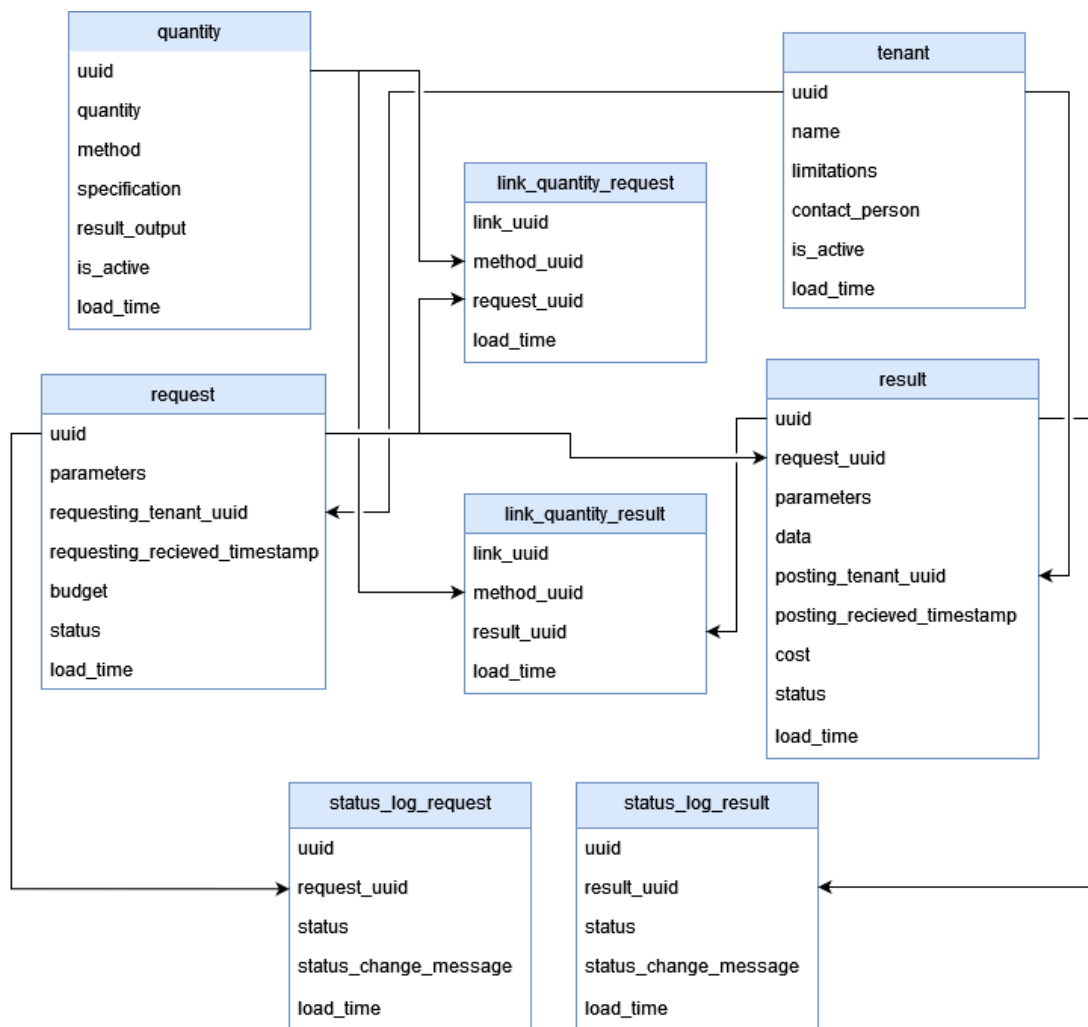 quantity
uuid
quantity
method
specification
result_output
is_active
load_time
tenant
uuid
name
limitations
contact_person
is_active
load_time
link_quantity_request
link_uuid
method_uuid
request_uuid
load_time
request
uuid
parameters
requesting_tenant_uuid
requesting_recieved_timestamp
budget
status
load_time
result
uuid
request_uuid
parameters
data
posting_tenant_uuid
posting_recieved_timestamp
cost
status
load_time
link_quantity_result
link_uuid
method_uuid
result_uuid
load_time
status_log_request
uuid
request_uuid
status
status_change_message
load_time
status_log_result
uuid
result_uuid
status
status_change_message
load_time